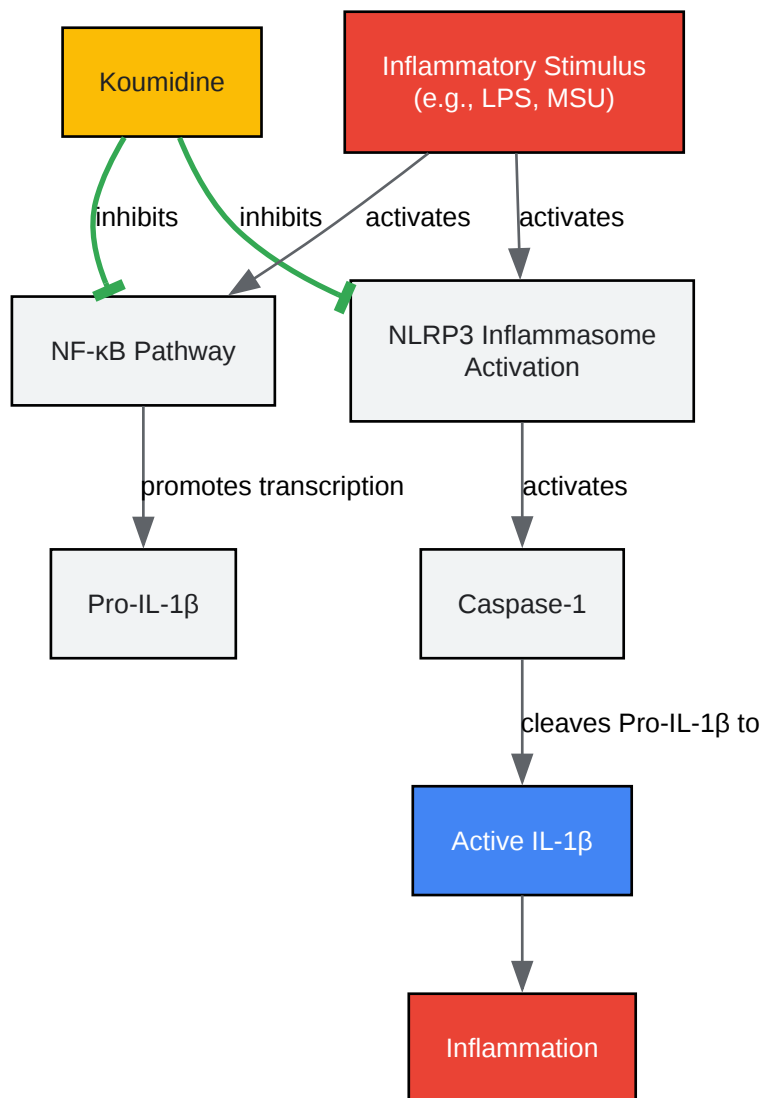 Koumidine
Inflammatory Stimulus
(e.g., LPS, MSU)
inhibits
inhibits
activates
activates
NF-κB Pathway
NLRP3 Inflammasome
Activation
promotes transcription
activates
Pro-IL-1β
Caspase-1
cleaves Pro-IL-1β to
Active IL-1β
Inflammation